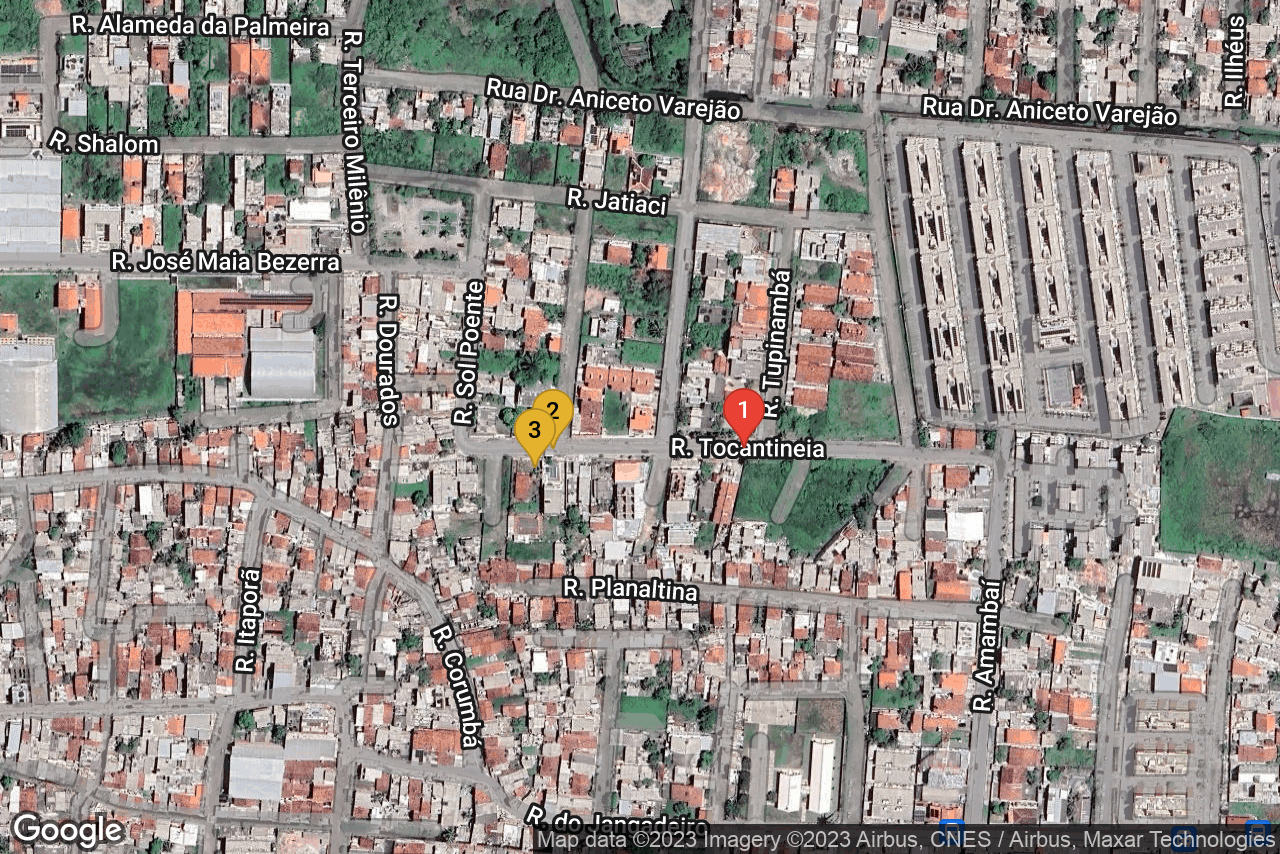 R. Alameda da Palmeira
R. Terceiro Milênio
R. Ilhéus
Rua Dr. Aniceto Varejão
Rua Dr. Aniceto Varejão
R. Shalom
R. Jatiaci
R. José Maia Bezerra
R. Dourados
R. Sol Poente
R. Tupinambá
2
1
3
R. Tocantineia
R. Planaltina
R. Itaporá
R. Corumbá
R. Amambaí
R. do Jangadeiro
Google
Map data ©2023 Imagery ©2023 Airbus, CNES / Airbus, Maxar Technologies